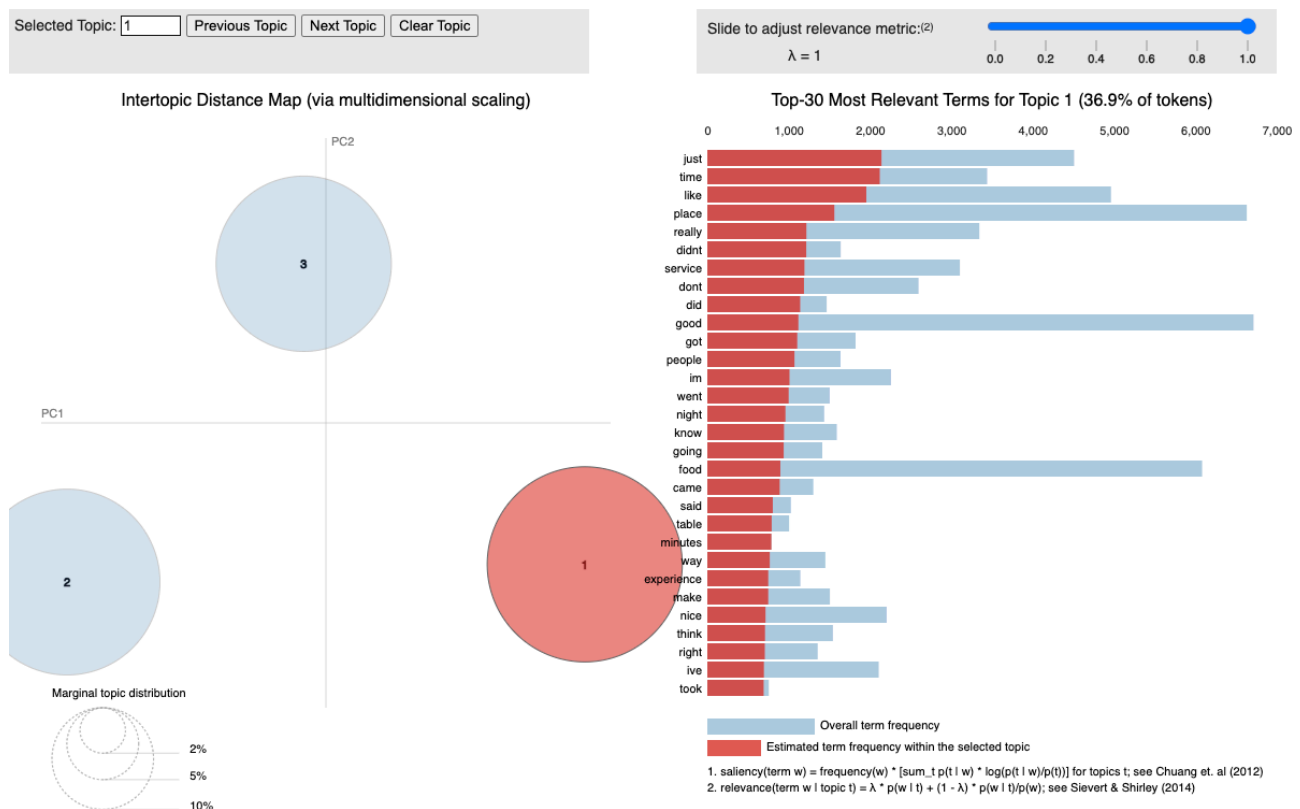 Selected Topic: 1 Previous Topic Next Topic Clear Topic
Slide to adjust relevance metric:(2)
λ = 1
0.0 0.2 0.4 0.6 0.8 1.0
Intertopic Distance Map (via multidimensional scaling)
PC2
PC1
3
2
1
Marginal topic distribution
2%
5%
10%
Top-30 Most Relevant Terms for Topic 1 (36.9% of tokens)
0 1,000 2,000 3,000 4,000 5,000 6,000 7,000
just
time
like
place
really
didnt
service
dont
did
good
got
people
im
went
night
know
going
food
came
said
table
minutes
way
experience
make
nice
think
right
ive
took
Overall term frequency
Estimated term frequency within the selected topic
1. saliency(term w) = frequency(w) * [sum_t p(t | w) * log(p(t | w)/p(t))] for topics t; see Chuang et. al (2012)
2. relevance(term w | topic t) = λ * p(w | t) + (1 - λ) * p(w | t)/p(w); see Sievert & Shirley (2014)